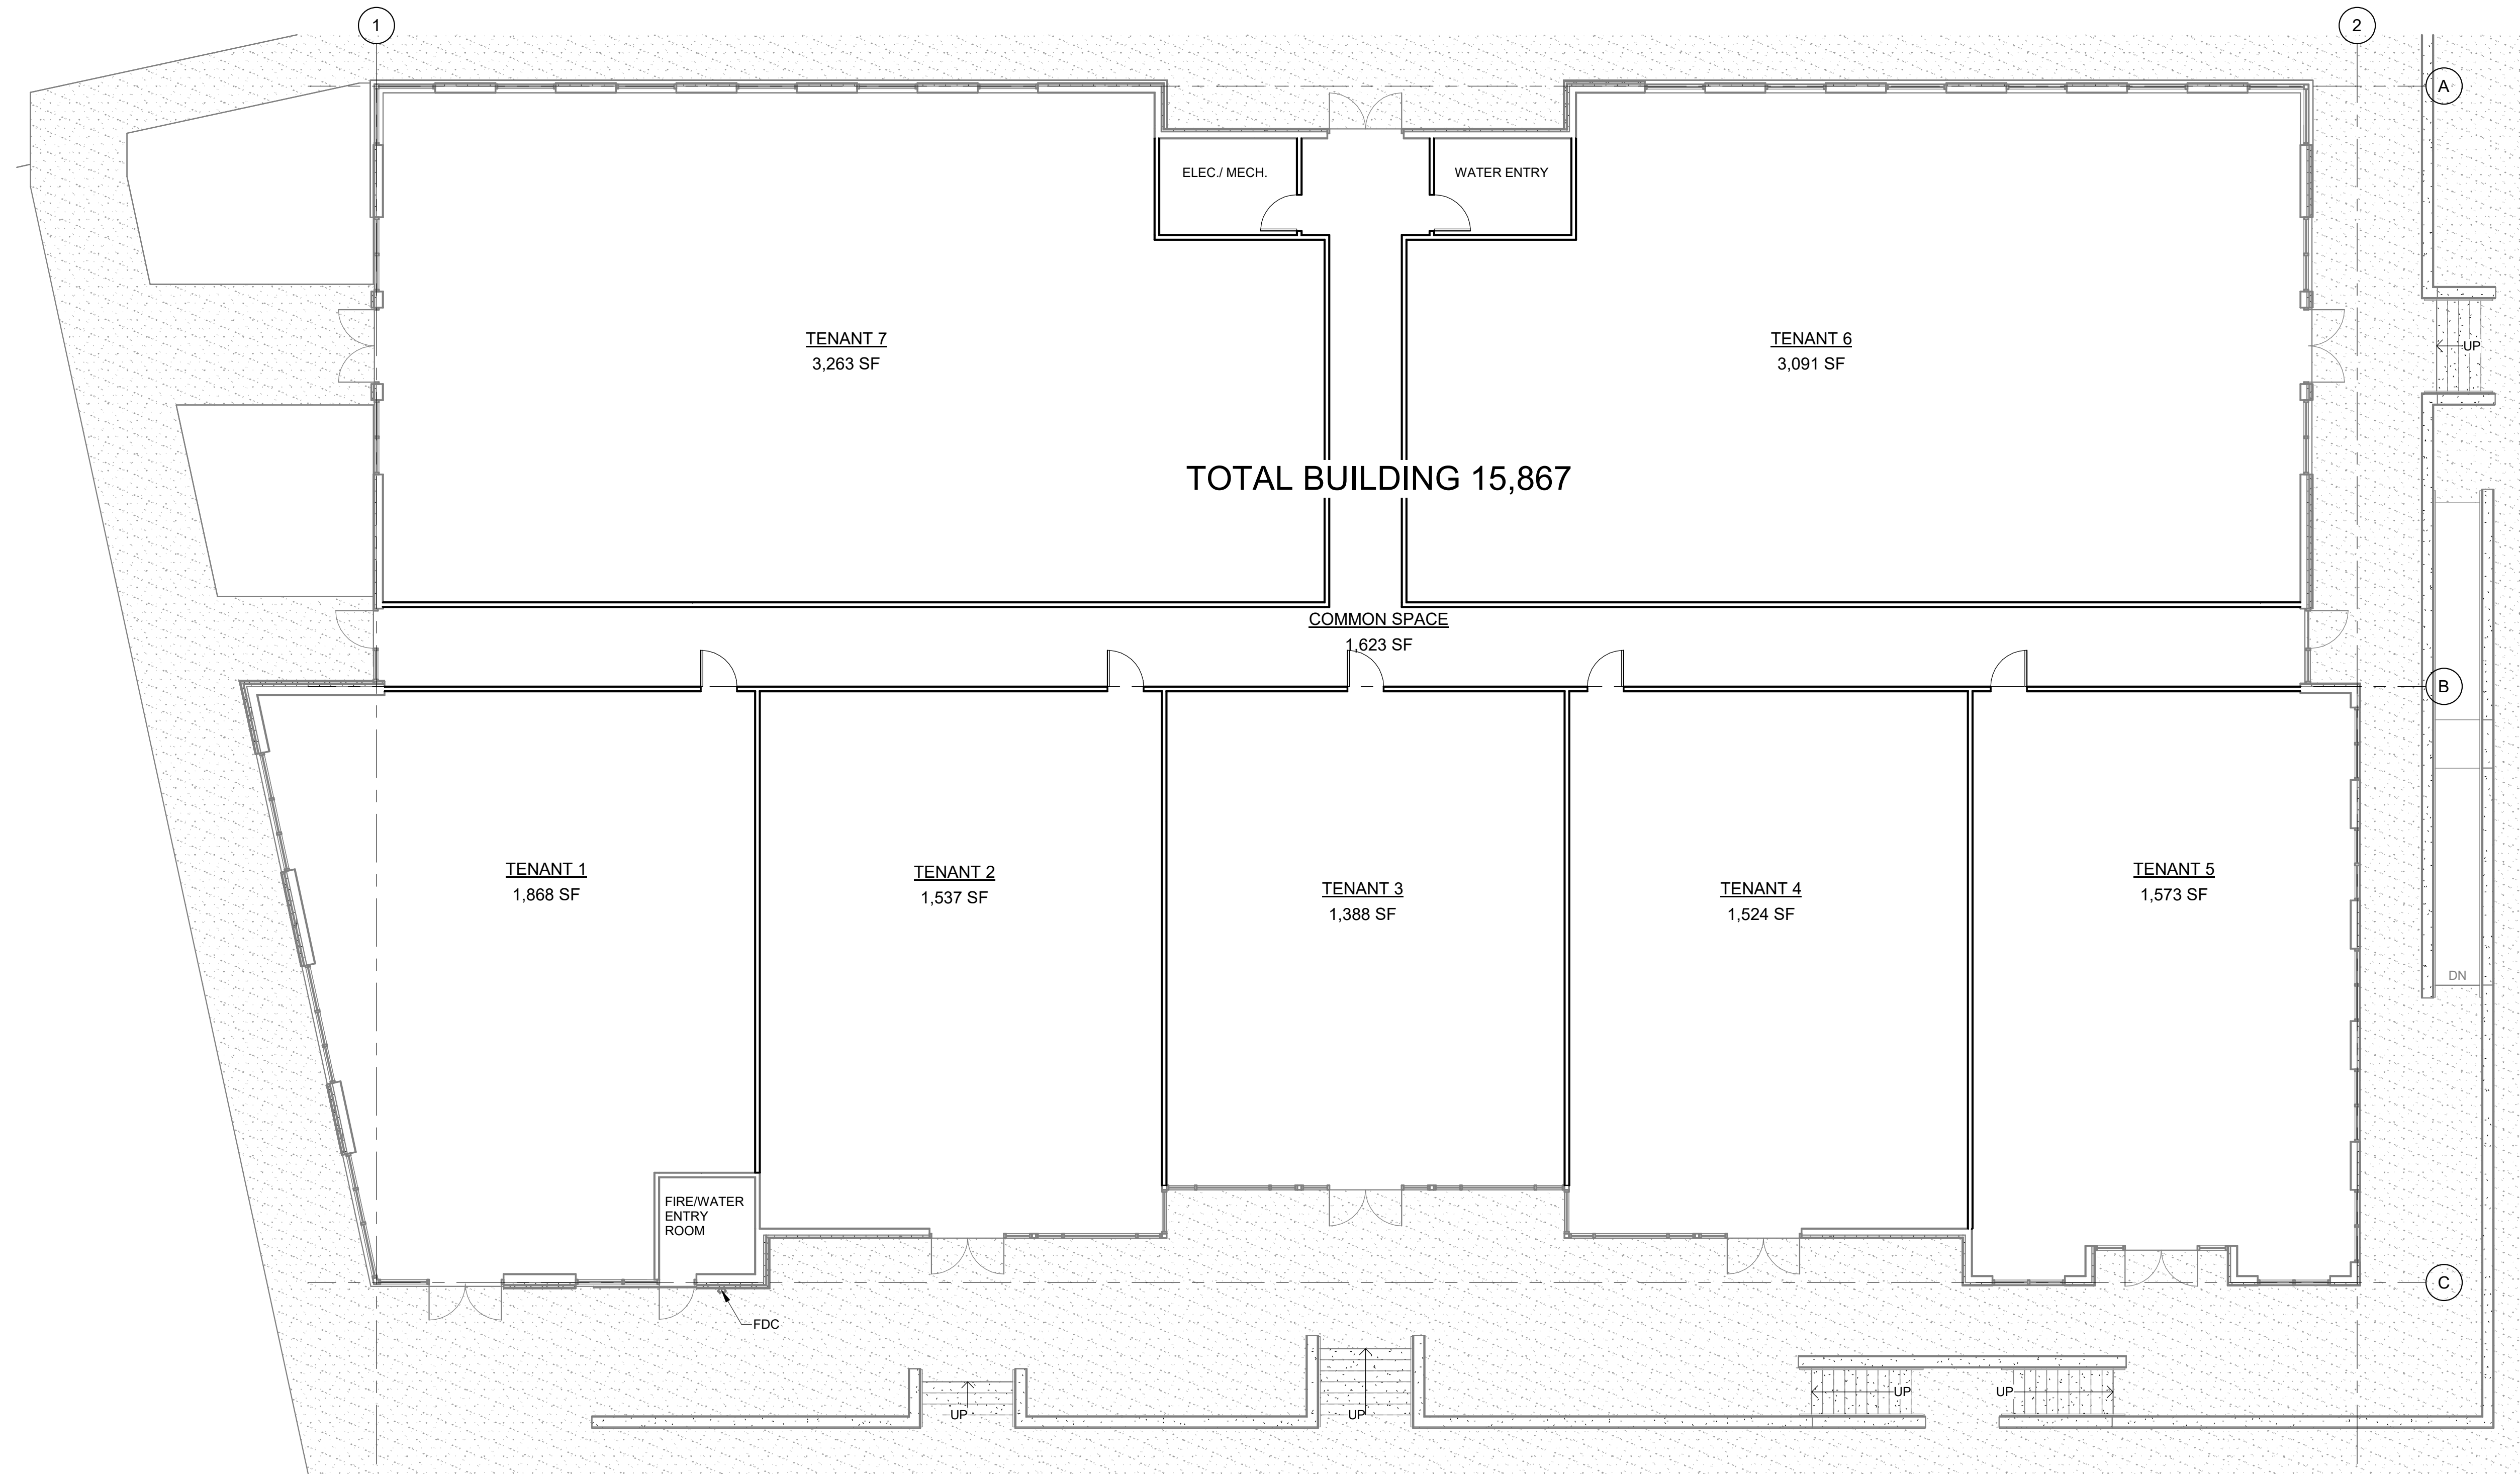 1
2
A
ELEC./ MECH.
WATER ENTRY
TENANT 7
3,263 SF
TENANT 6
3,091 SF
UP
TOTAL BUILDING 15,867
COMMON SPACE
1,623 SF
B
TENANT 1
1,868 SF
TENANT 2
1,537 SF
TENANT 3
1,388 SF
TENANT 4
1,524 SF
TENANT 5
1,573 SF
DN
FIRE/WATER
ENTRY
ROOM
C
FDC
UP
UP
UP
UP